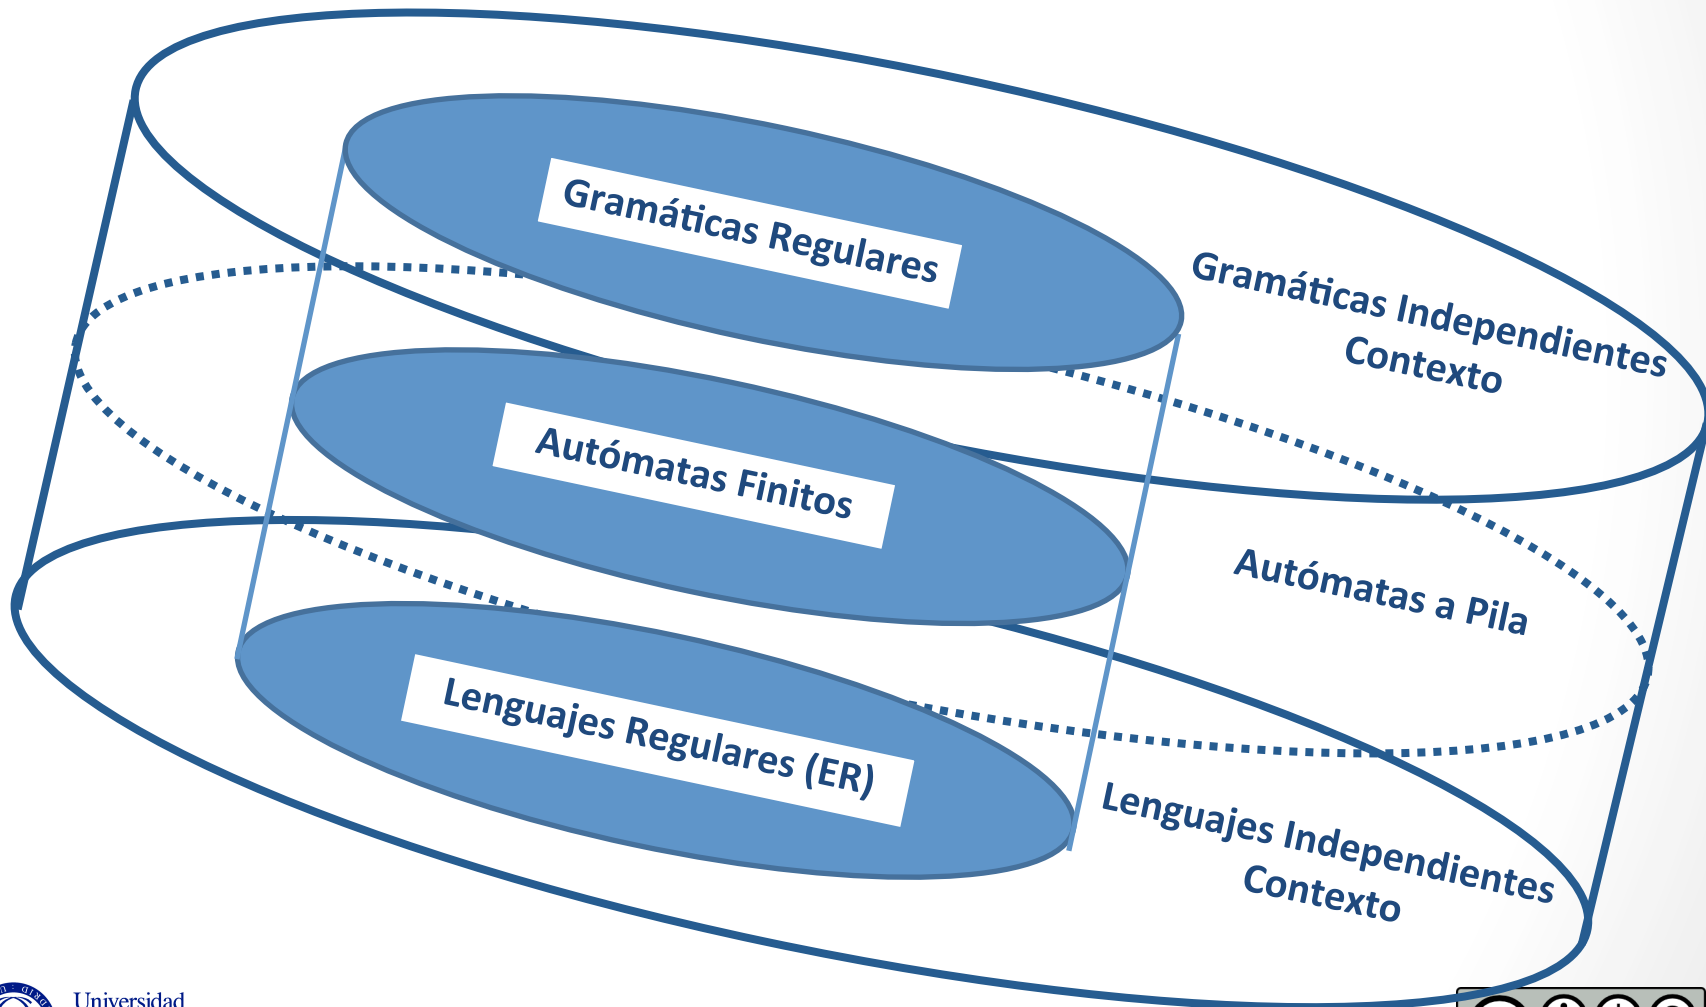 Gramáticas Regulares
Gramáticas Independientes
Contexto
Autómatas Finitos
Autómatas a Pila
Lenguajes Regulares (ER)
Lenguajes Independientes
Contexto
Universidad